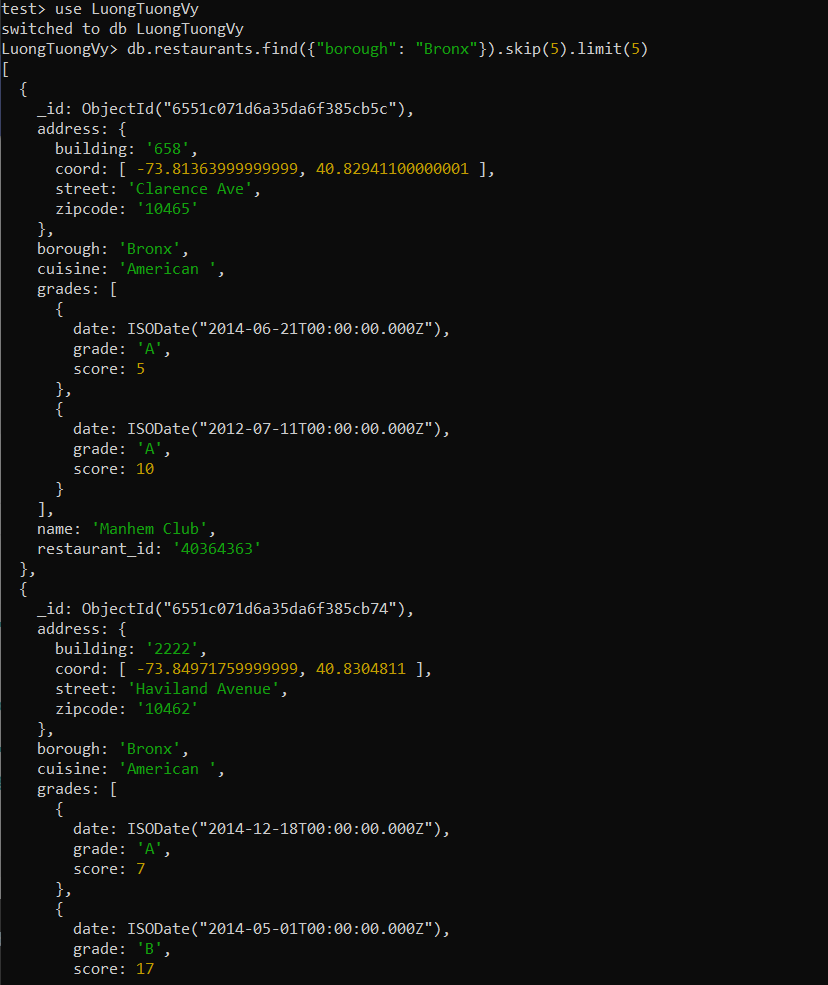 test> use LuongTuongVy
switched to db LuongTuongVy
LuongTuongVy> db.restaurants.find({"borough": "Bronx"}).skip(5).limit(5)
[
  {
    _id: ObjectId("6551c071d6a35da6f385cb5c"),
    address: {
      building: '658',
      coord: [ -73.81363999999999, 40.82941100000001 ],
      street: 'Clarence Ave',
      zipcode: '10465'
    },
    borough: 'Bronx',
    cuisine: 'American ',
    grades: [
      {
        date: ISODate("2014-06-21T00:00:00.000Z"),
        grade: 'A',
        score: 5
      },
      {
        date: ISODate("2012-07-11T00:00:00.000Z"),
        grade: 'A',
        score: 10
      }
    ],
    name: 'Manhem Club',
    restaurant_id: '40364363'
  },
  {
    _id: ObjectId("6551c071d6a35da6f385cb74"),
    address: {
      building: '2222',
      coord: [ -73.84971759999999, 40.8304811 ],
      street: 'Haviland Avenue',
      zipcode: '10462'
    },
    borough: 'Bronx',
    cuisine: 'American ',
    grades: [
      {
        date: ISODate("2014-12-18T00:00:00.000Z"),
        grade: 'A',
        score: 7
      },
      {
        date: ISODate("2014-05-01T00:00:00.000Z"),
        grade: 'B',
        score: 17